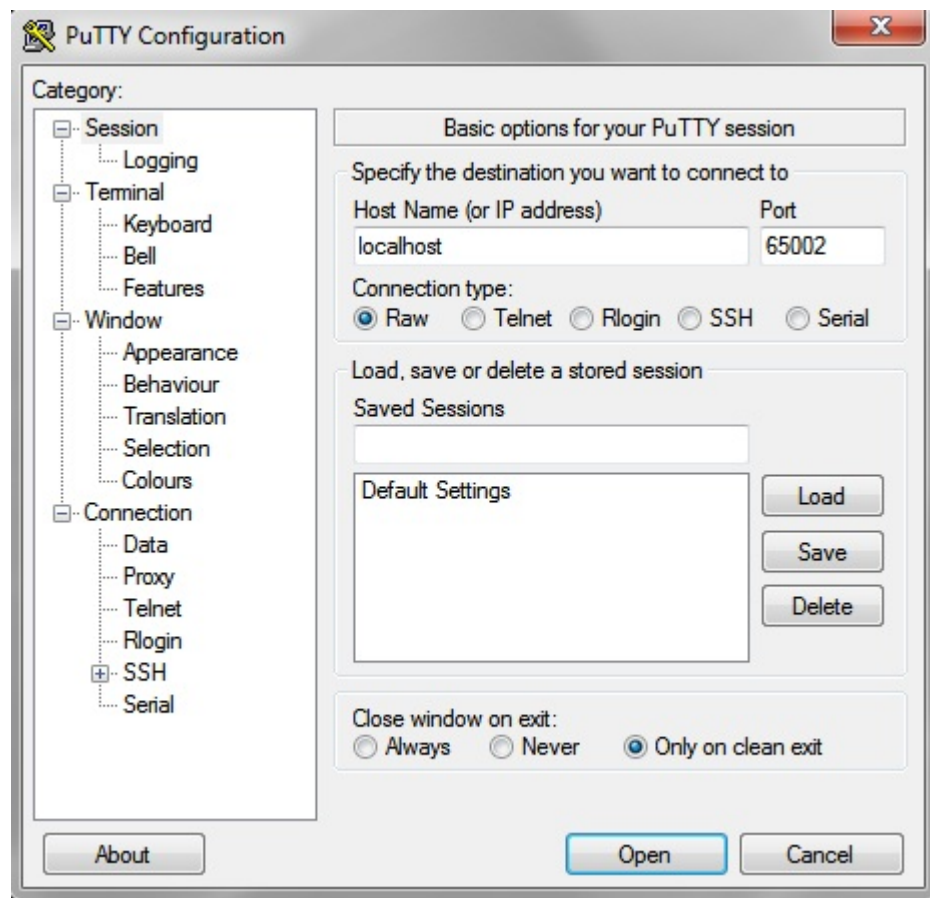 PuTTY Configuration
Category:
Session
Logging
Terminal
Keyboard
Bell
Features
Window
Appearance
Behaviour
Translation
Selection
Colours
Connection
Data
Proxy
Telnet
Rlogin
SSH
Serial
Basic options for your PuTTY session
Specify the destination you want to connect to
Host Name (or IP address) Port
localhost 65002
Connection type:
Raw Telnet Rlogin SSH Serial
Load, save or delete a stored session
Saved Sessions
Default Settings
Load
Save
Delete
Close window on exit:
Always Never Only on clean exit
About Open Cancel